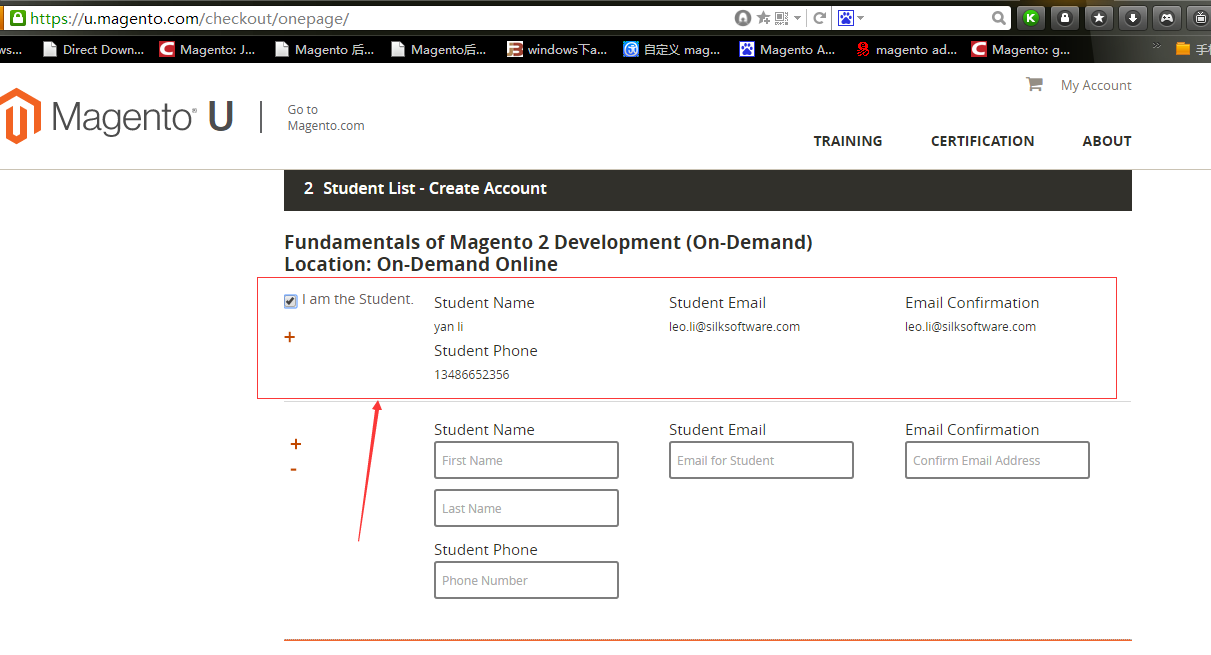 https://u.magento.com/checkout/onepage/
ws...
Direct Down...
Magento: J...
Magento 后...
Magento后...
windows下a...
自定义 mag...
Magento A...
magento ad...
Magento: g...
My Account
Magento® U
Go to
Magento.com
TRAINING
CERTIFICATION
ABOUT
2 Student List - Create Account
Fundamentals of Magento 2 Development (On-Demand)
Location: On-Demand Online
I am the Student.
Student Name
Student Email
Email Confirmation
yan li
leo.li@silksoftware.com
leo.li@silksoftware.com
+
Student Phone
13486652356
Student Name
Student Email
Email Confirmation
+
First Name
Email for Student
Confirm Email Address
-
Last Name
Student Phone
Phone Number